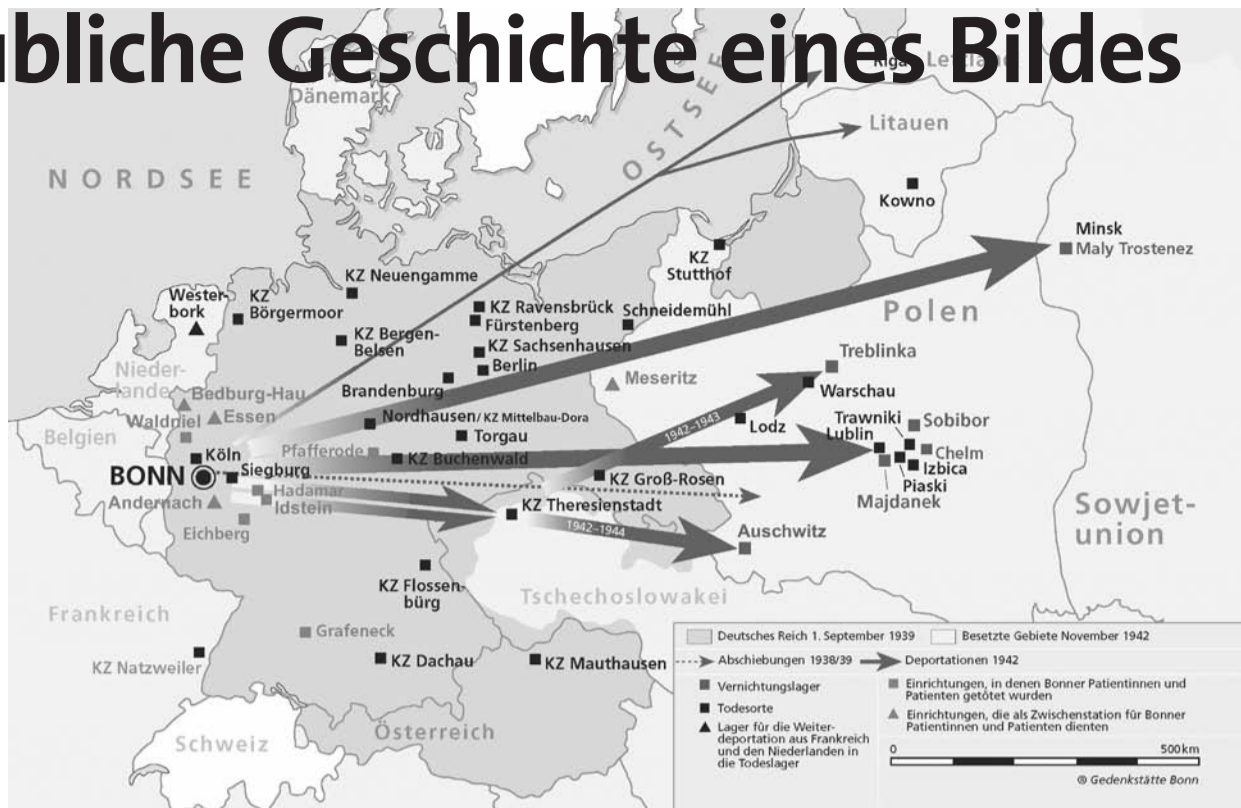 übliche Geschichte eines Bildes
Dänemark
NORDSEE
OSTSEE
Riga
Lettland
Litauen
Kowno
Minsk
Maly Trostenez
KZ
Stutthof
KZ Neuengamme
Wester-
bork
KZ
Börgermoor
KZ Ravensbrück
Fürstenberg
Schneidemühl
Polen
KZ Bergen-
Belsen
KZ Sachsenhausen
Berlin
Treblinka
Nieder-
lande
Brandenburg
Meseritz
Warschau
Bedburg-Hau
Essen
Waldniel
Nordhausen/ KZ Mittelbau-Dora
1942–1943
Lodz
Trawniki
Sobibor
Belgien
Torgau
Lublin
Pfafferode
Chelm
Köln
KZ Buchenwald
Izbica
BONN
Siegburg
KZ Groß-Rosen
Piaski
Majdanek
Andernach
Hadamar
Idstein
KZ Theresienstadt
Sowjet-
union
Eichberg
1942–1944
Auschwitz
KZ Flossen-
bürg
Tschechoslowakei
Frankreich
Grafeneck
KZ Natzweiler
KZ Dachau
KZ Mauthausen
Österreich
Schweiz
Deutsches Reich 1. September 1939
Besetzte Gebiete November 1942
Abschiebungen 1938/39
Deportationen 1942
Vernichtungslager
Todesorte
Lager für die Weiter-
deportation aus Frankreich
und den Niederlanden in
die Todeslager
Einrichtungen, in denen Bonner Patientinnen und
Patienten getötet wurden
Einrichtungen, die als Zwischenstation für Bonner
Patientinnen und Patienten dienten
0
500 km
® Gedenkstätte Bonn